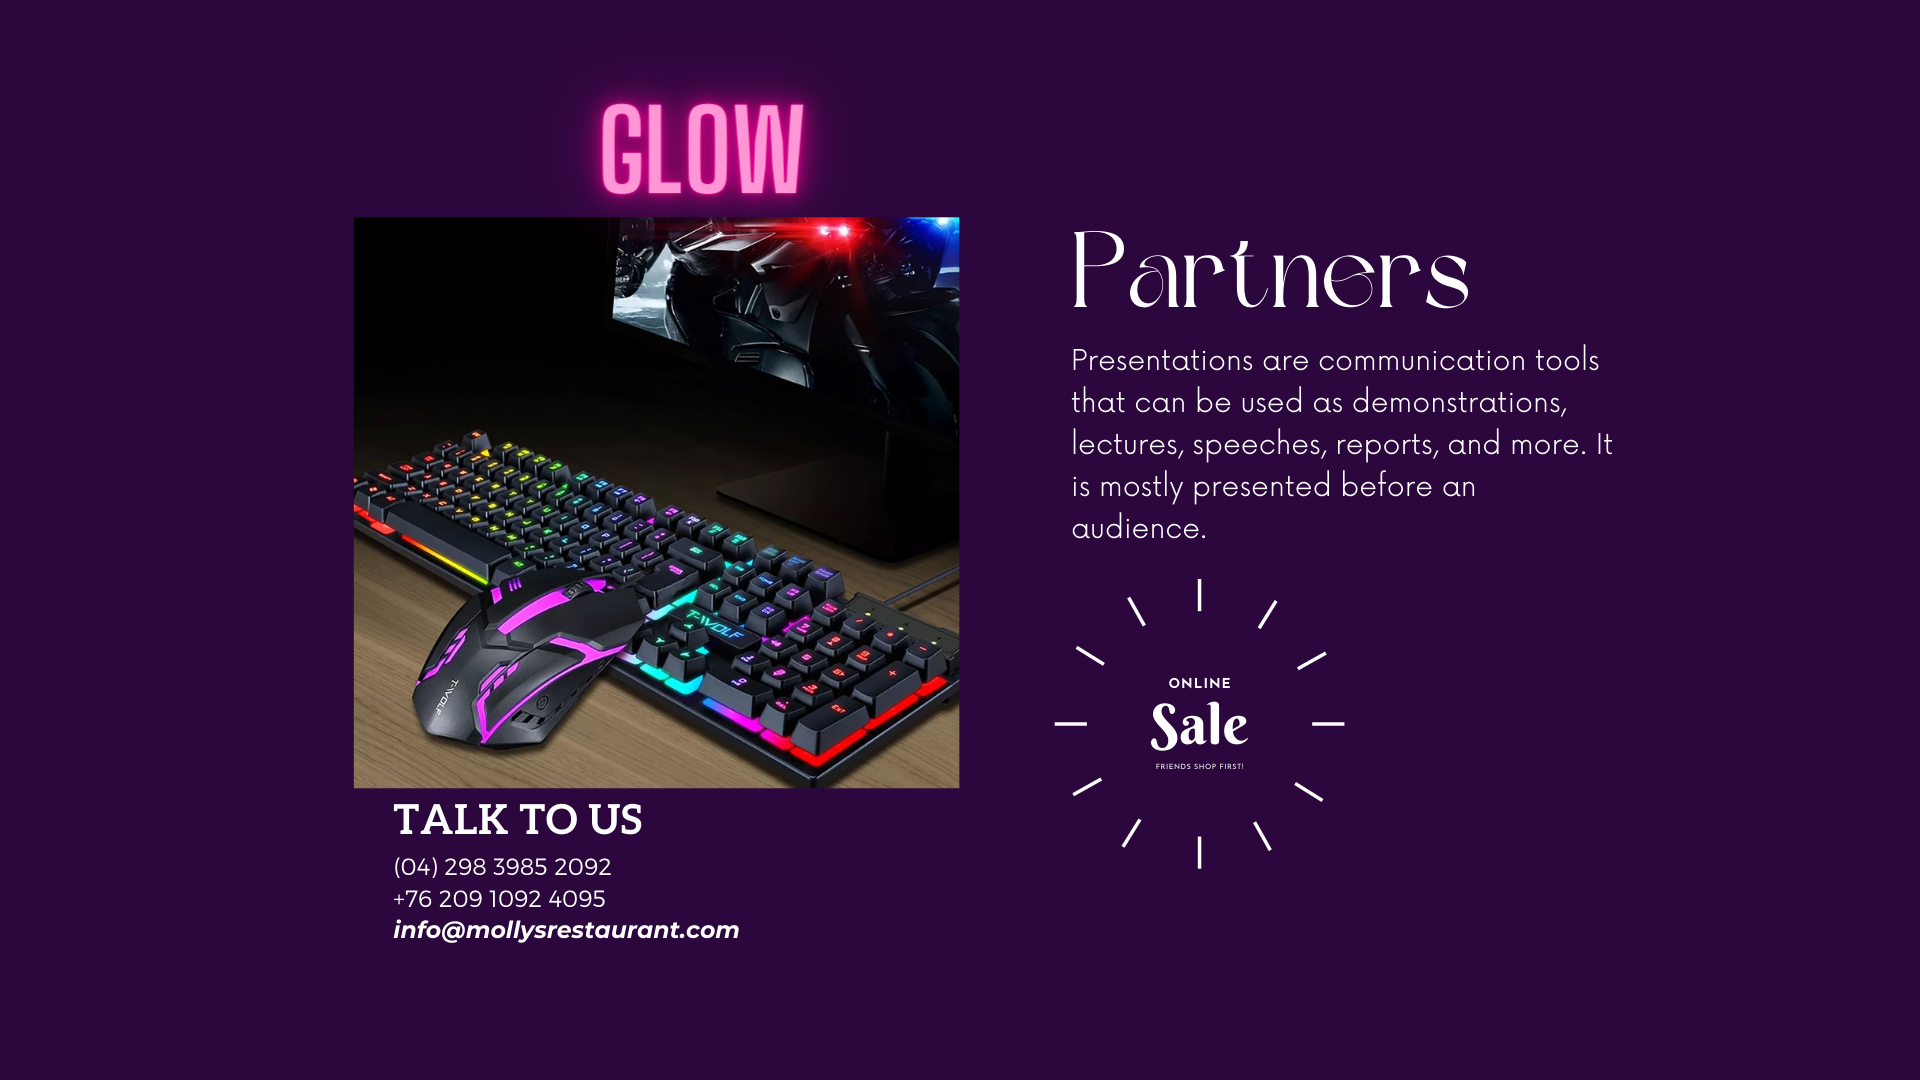 GLOW
T-WOLF
T-WOLF
TALK TO US
(04) 298 3985 2092
+76 209 1092 4095
info@mollysrestaurant.com
Partners
Presentations are communication tools
that can be used as demonstrations,
lectures, speeches, reports, and more. It
is mostly presented before an
audience.
ONLINE
Sale
FRIENDS SHOP FIRST!